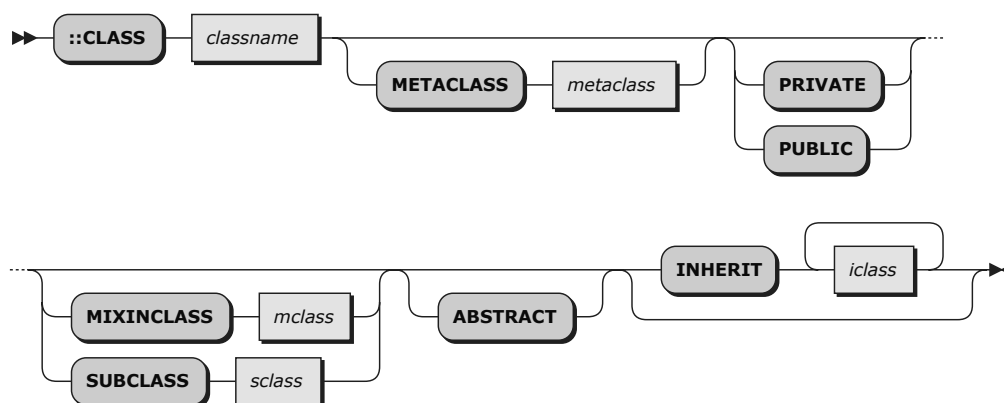 ::CLASS classname
METACLASS metaclass PRIVATE
PUBLIC
INHERIT iclass
MIXINCLASS mclass ABSTRACT
SUBCLASS sclass